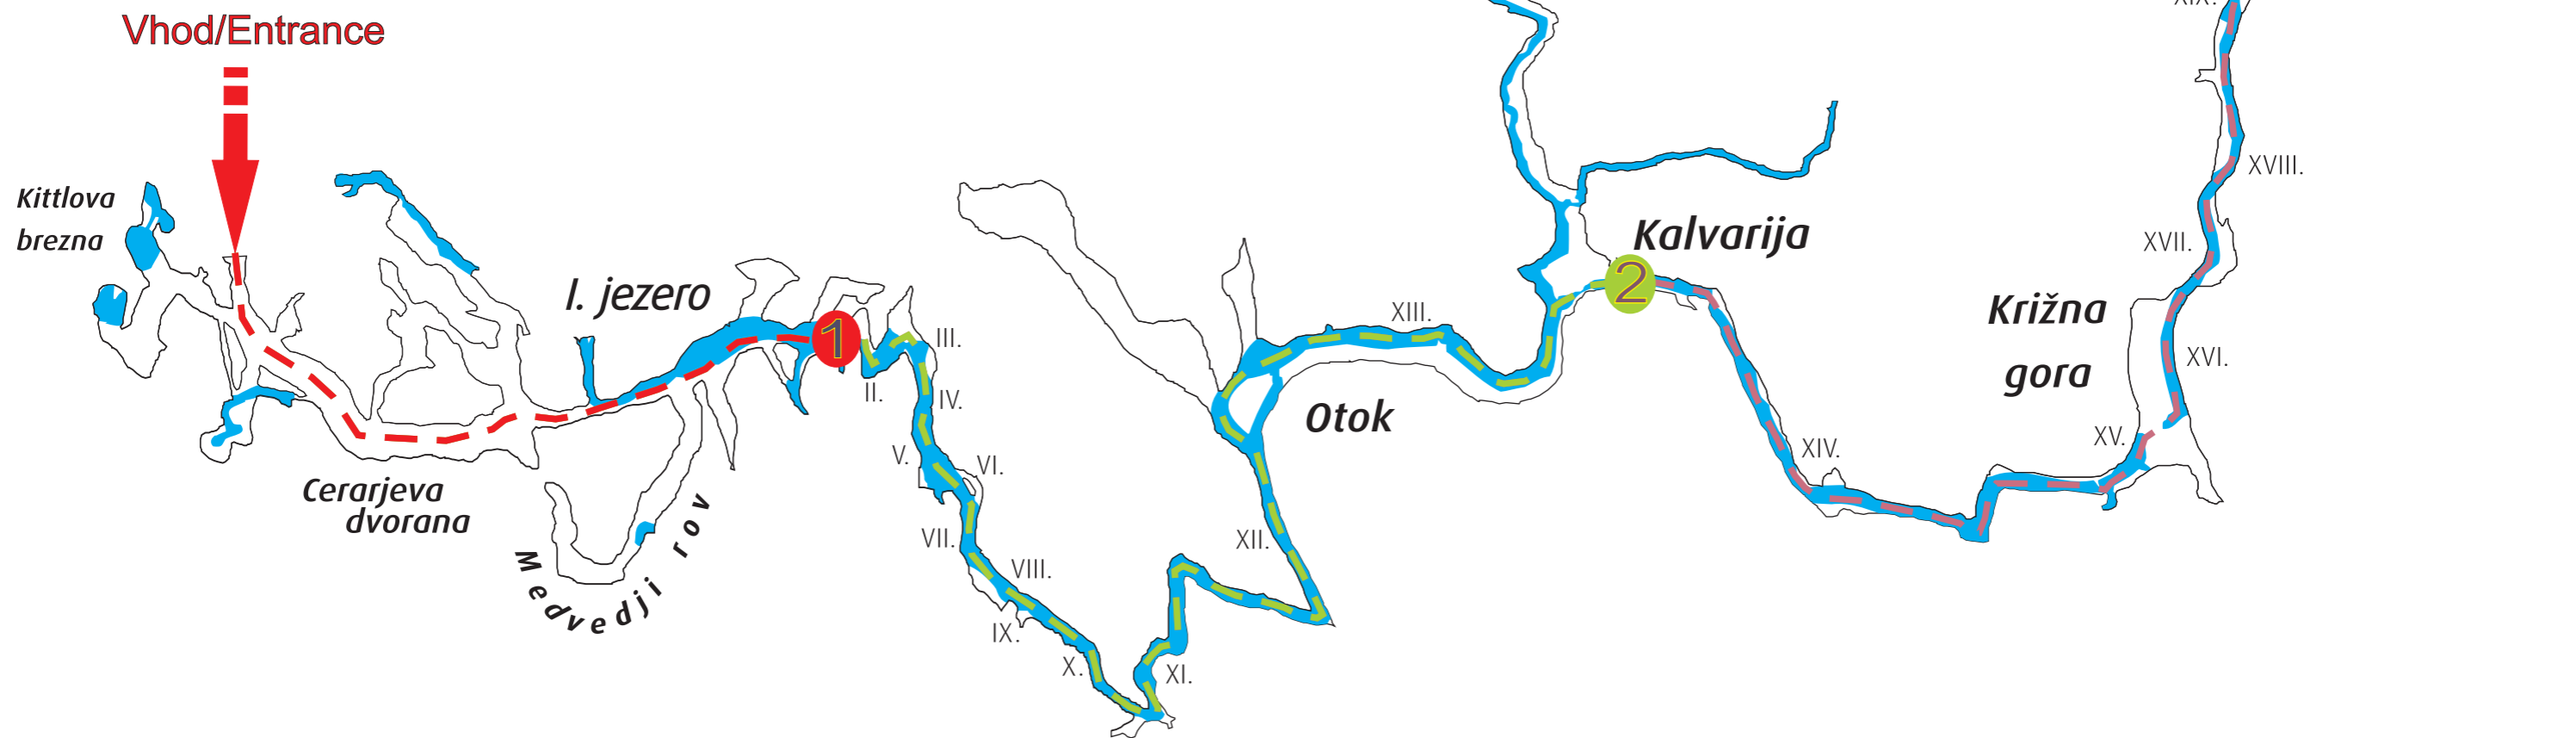 Vhod/Entrance
Kittlova
brezna
I. jezero
1
Cerarjeva
dvorana
Medvedji rov
II.
III.
IV.
V.
VI.
VII.
VIII.
IX.
X.
XI.
XII.
Otok
XIII.
2
Kalvarija
XIV.
Križna
gora
XV.
XVI.
XVII.
XVIII.